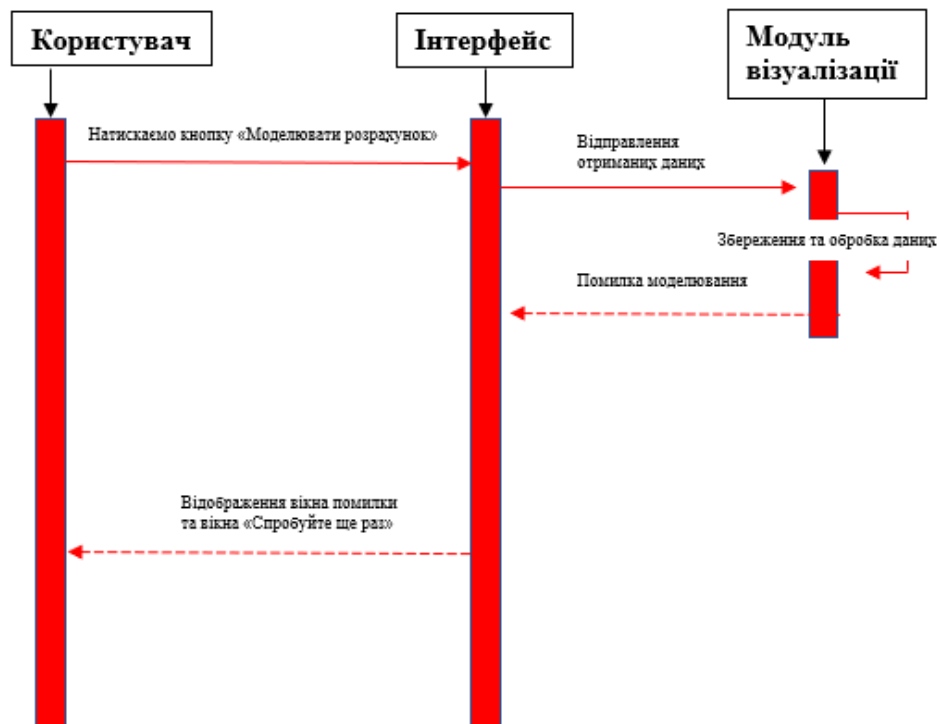 Користувач
Інтерфейс
Модуль
візуалізації
Натискаємо кнопку «Моделювати розрахунок»
Відправлення
отриманих даних
Збереження та обробка даних
Помилка моделювання
Відображення вікна помилки
та вікна «Спробуйте ще раз»